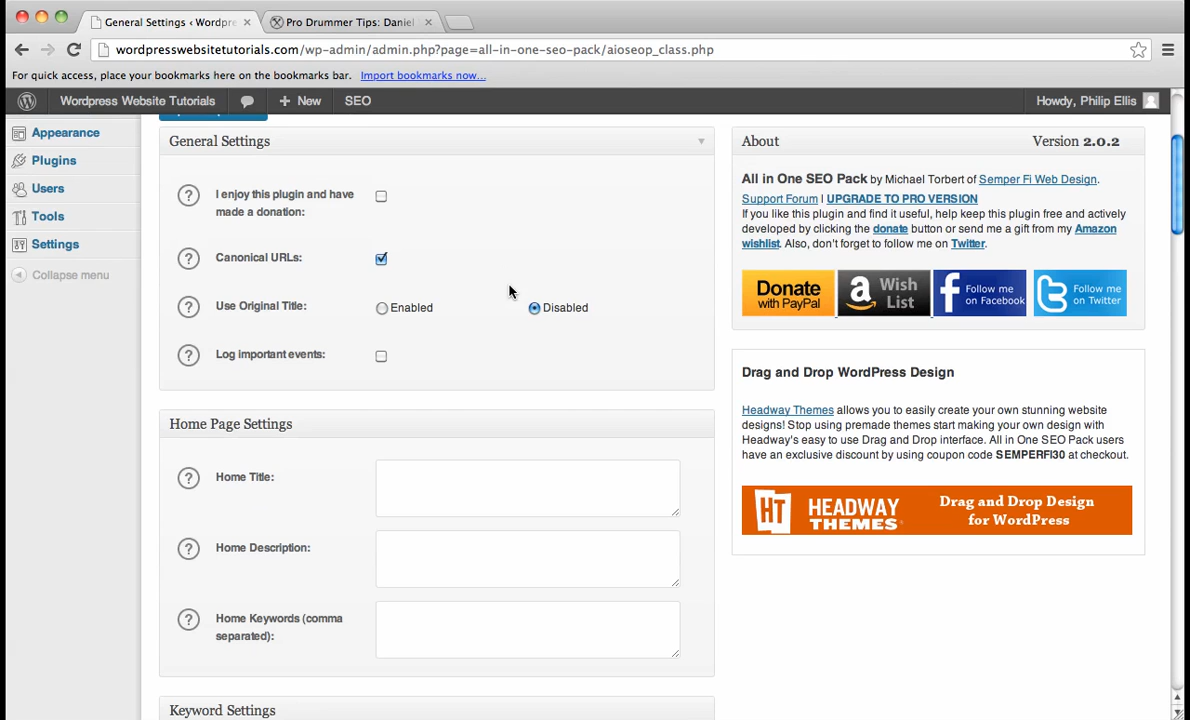 General Settings ‹ Wordpre
Pro Drummer Tips: Daniel
wordpresswebsitetutorials.com/wp-admin/admin.php?page=all-in-one-seo-pack/aioseop_class.php
For quick access, place your bookmarks here on the bookmarks bar. Import bookmarks now...
Wordpress Website Tutorials
+ New
SEO
Howdy, Philip Ellis
Appearance
Plugins
Users
Tools
Settings
Collapse menu
General Settings
? I enjoy this plugin and have
made a donation:
? Canonical URLs:
? Use Original Title: Enabled Disabled
? Log important events:
Home Page Settings
? Home Title:
? Home Description:
? Home Keywords (comma
separated):
Keyword Settings
About Version 2.0.2
All in One SEO Pack by Michael Torbert of Semper Fi Web Design.
Support Forum | UPGRADE TO PRO VERSION
If you like this plugin and find it useful, help keep this plugin free and actively
developed by clicking the donate button or send me a gift from my Amazon
wishlist. Also, don't forget to follow me on Twitter.
Donate
with PayPal
a Wish
List
f Follow me
on Facebook
t Follow me
on Twitter
Drag and Drop WordPress Design
Headway Themes allows you to easily create your own stunning website
designs! Stop using premade themes start making your own design with
Headway's easy to use Drag and Drop interface. All in One SEO Pack users
have an exclusive discount by using coupon code SEMPERFI30 at checkout.
HT HEADWAY
THEMES
Drag and Drop Design
for WordPress